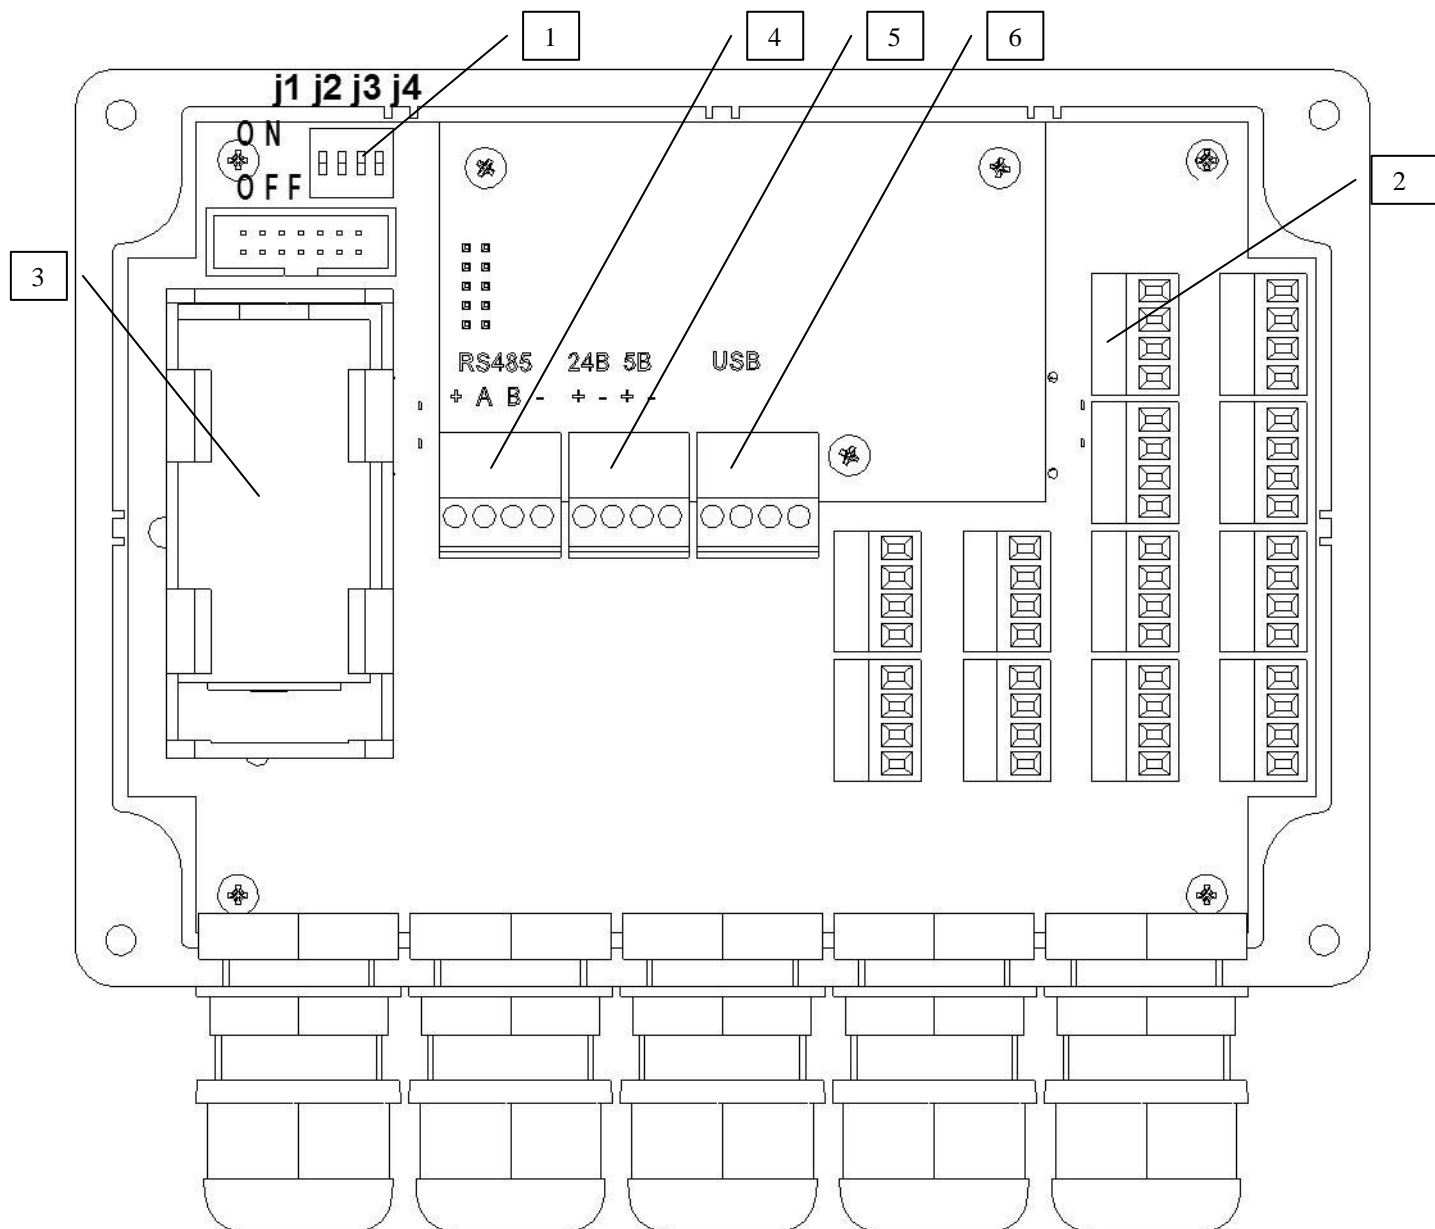 1 4 5 6
j1 j2 j3 j4
ON
OFF
2
3
RS485 24В 5В USB
+ A B - + - + -